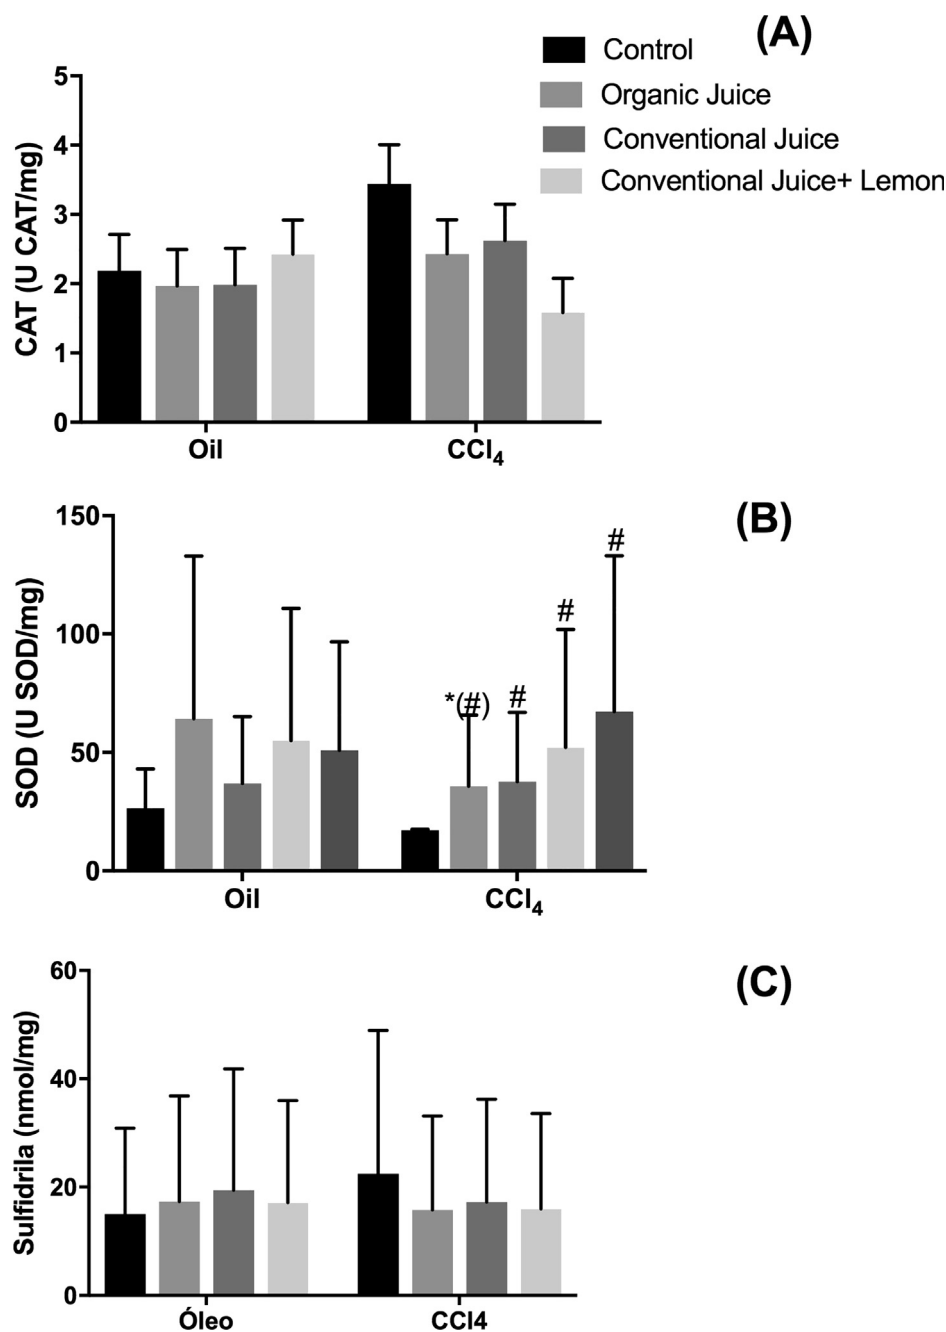 (A)
Control
Organic Juice
Conventional Juice
Conventional Juice+ Lemon
CAT (U CAT/mg)
5
4
3
2
1
0
Oil
CCl₄
(B)
SOD (U SOD/mg)
150
100
50
0
*(#)
#
#
#
Oil
CCl₄
(C)
Sulfidrila (nmol/mg)
60
40
20
0
Óleo
CCl4